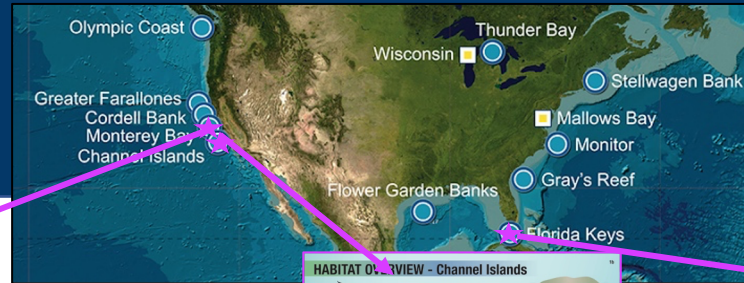 Olympic Coast
Thunder Bay
Wisconsin
Stellwagen Bank
Greater Farallones
Cordell Bank
Mallows Bay
Monterey Bay
Monitor
Channel Islands
Gray's Reef
Flower Garden Banks
Florida Keys
HABITAT OVERVIEW - Channel Islands